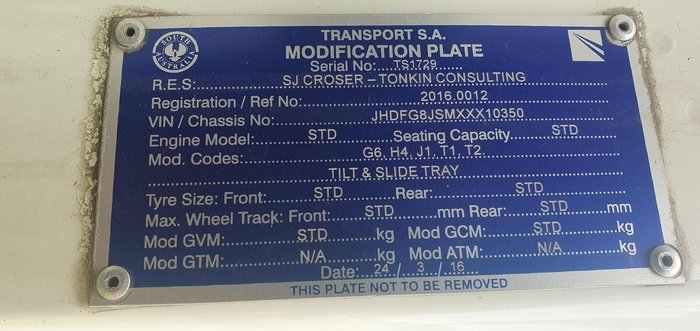 SOUTH AUSTRALIA
TRANSPORT S.A.
MODIFICATION PLATE
Serial No: TS1729
R.E.S: SJ CROSER – TONKIN CONSULTING
Registration / Ref No: 2016.0012
VIN / Chassis No: JHDFG8JSMXXX10350
Engine Model: STD Seating Capacity: STD
Mod. Codes: G6, H4, J1, T1, T2,
TILT & SLIDE TRAY
Tyre Size: Front: STD Rear: STD
Max. Wheel Track: Front: STD mm Rear: STD mm
Mod GVM: STD kg Mod GCM: STD kg
Mod GTM: N/A kg Mod ATM: N/A kg
Date: 24 / 3 / 16
THIS PLATE NOT TO BE REMOVED